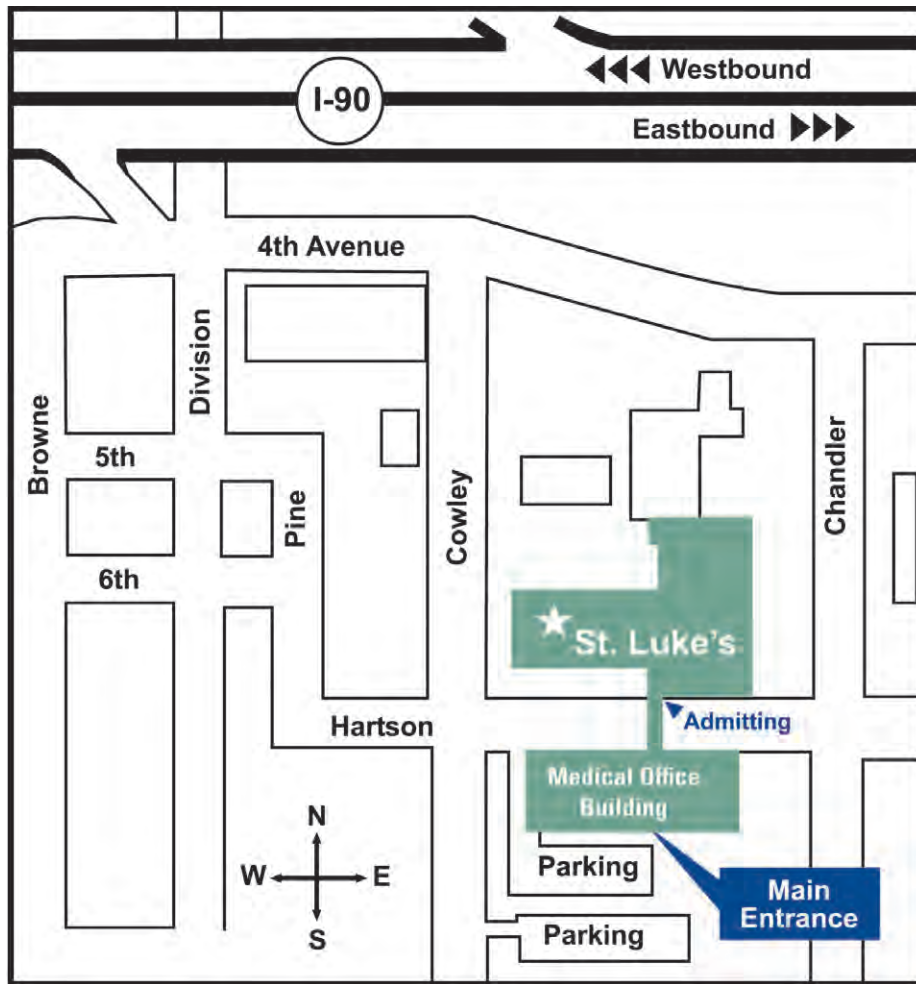 Westbound
I-90
Eastbound
4th Avenue
Division
Browne
5th
Pine
Cowley
Chandler
6th
St. Luke's
Admitting
Hartson
Medical Office
Building
N
W
E
S
Parking
Main
Entrance
Parking